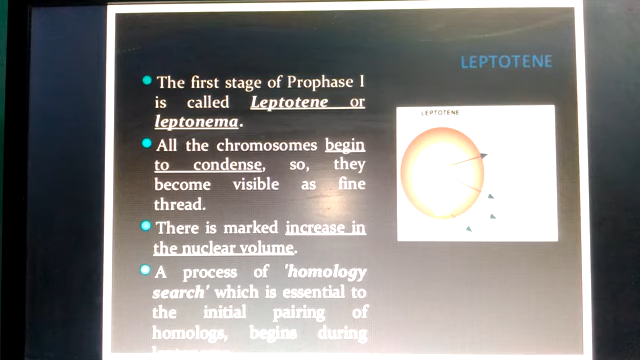 LEPTOTENE
The first stage of Prophase I
is called Leptotene or
leptonema.
All the chromosomes begin
to condense, so, they
become visible as fine
thread.
There is marked increase in
the nuclear volume.
A process of 'homology
search' which is essential to
the initial pairing of
homologs, begins during
LEPTOTENE